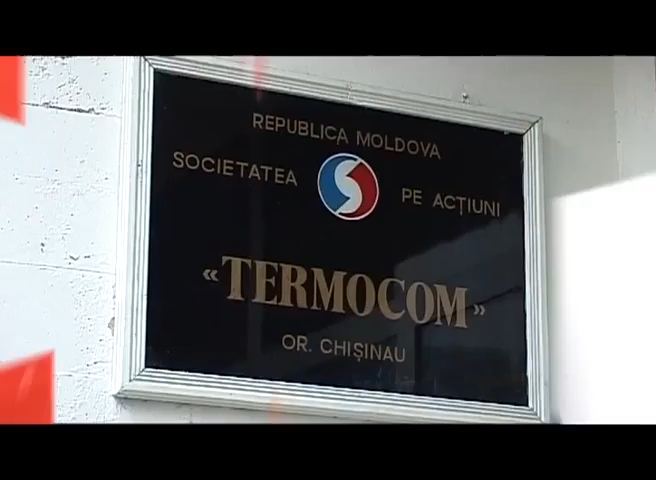 REPUBLICA MOLDOVA
SOCIETATEA PE ACȚIUNI
«TERMOCOM»
OR. CHIȘINAU